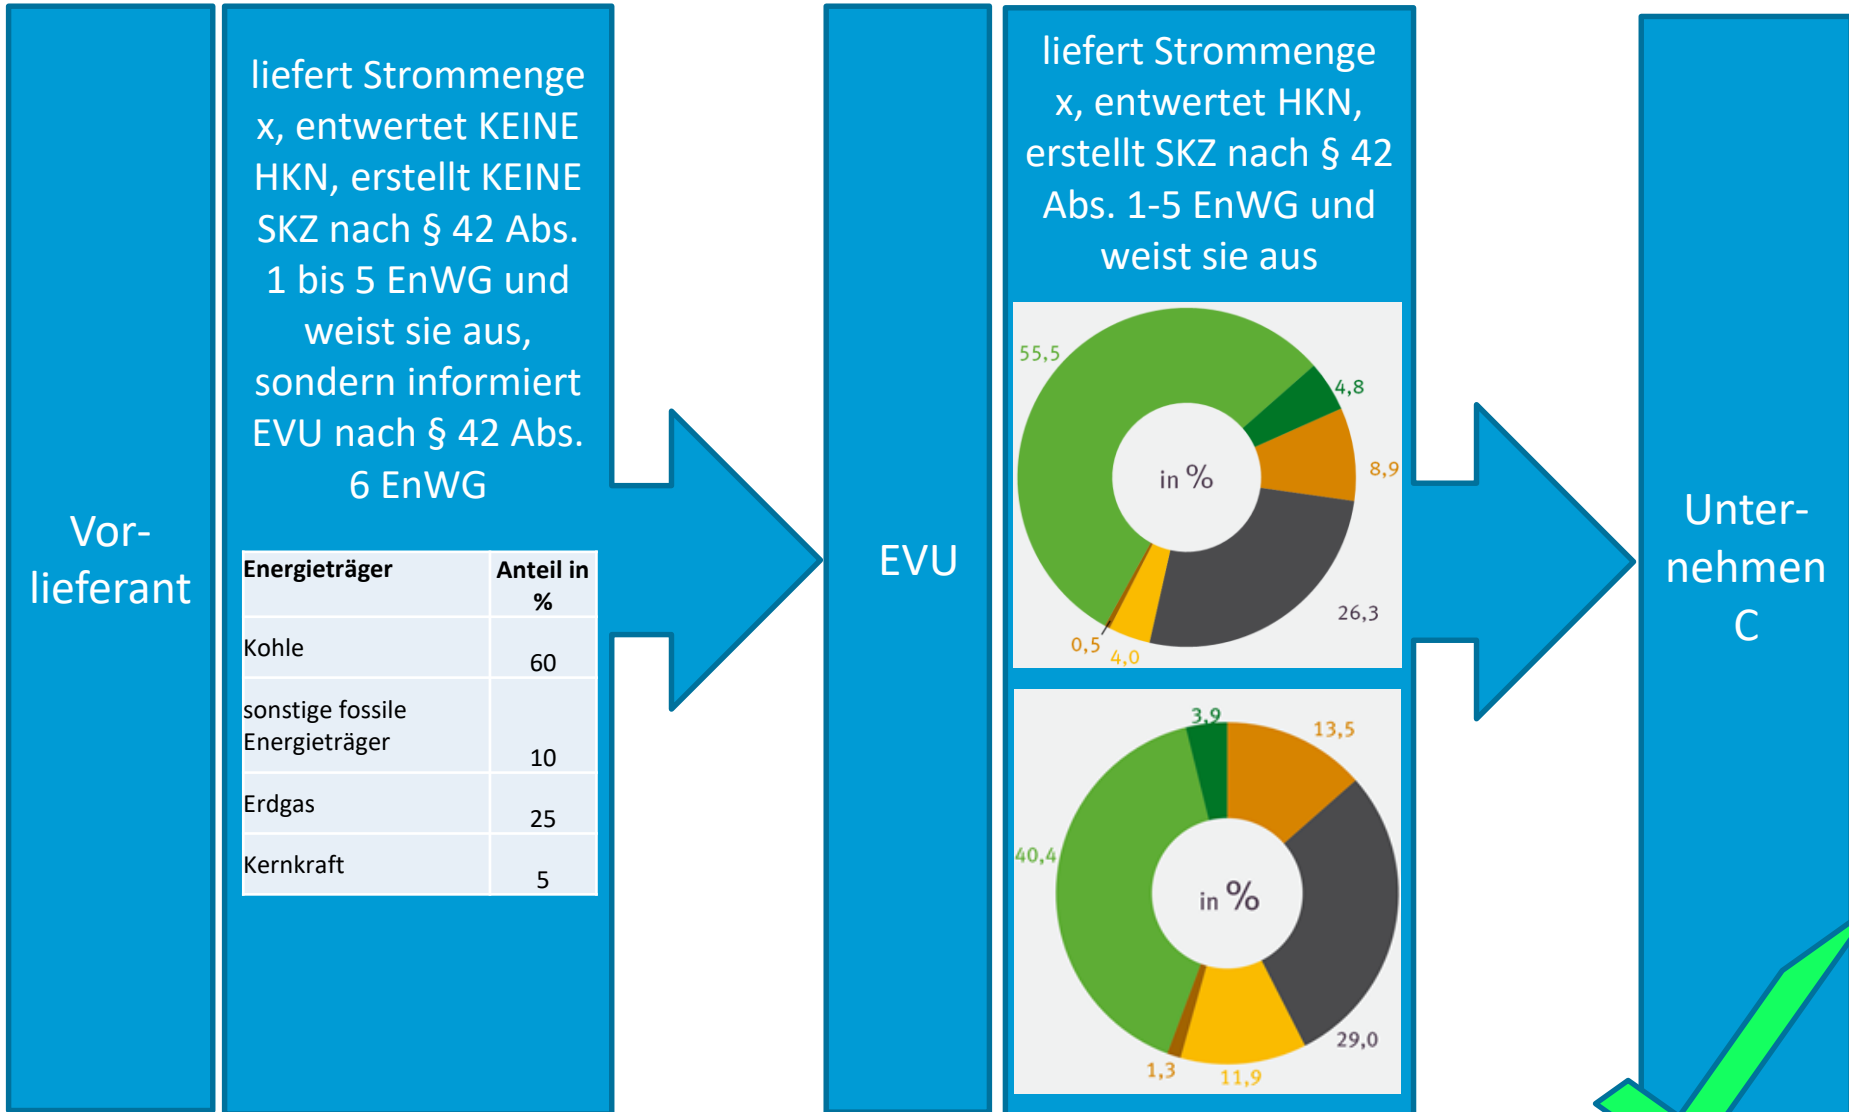 Vor-
lieferant
liefert Strommenge
x, entwertet KEINE
HKN, erstellt KEINE
SKZ nach § 42 Abs.
1 bis 5 EnWG und
weist sie aus,
sondern informiert
EVU nach § 42 Abs.
6 EnWG
Energieträger Anteil in
%
Kohle 60
sonstige fossile
Energieträger 10
Erdgas 25
Kernkraft 5
EVU
liefert Strommenge
x, entwertet HKN,
erstellt SKZ nach § 42
Abs. 1-5 EnWG und
weist sie aus
55,5
4,8
8,9
in %
26,3
0,5
4,0
3,9
13,5
40,4
in %
29,0
1,3
11,9
Unter-
nehmen
C